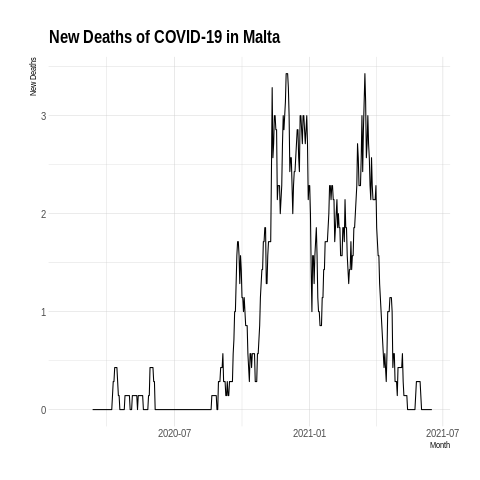 New Deaths of COVID-19 in Malta
New Deaths
3
2
1
0
2020-07
2021-01
2021-07
Month